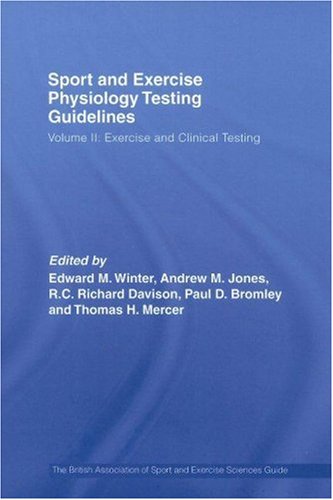 Sport and Exercise
Physiology Testing
Guidelines
Volume II: Exercise and Clinical Testing
Edited by
Edward M. Winter, Andrew M. Jones,
R.C. Richard Davison, Paul D. Bromley
and Thomas H. Mercer
The British Association of Sport and Exercise Sciences Guide